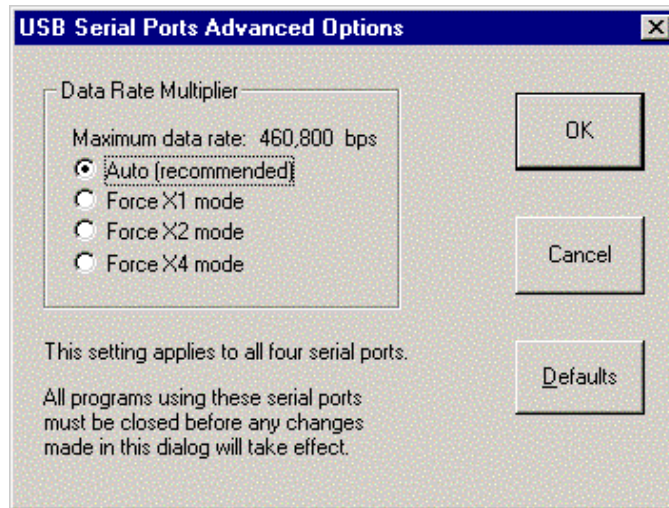 USB Serial Ports Advanced Options
Data Rate Multiplier
Maximum data rate: 460,800 bps
Auto (recommended)
Force X1 mode
Force X2 mode
Force X4 mode
OK
Cancel
Defaults
This setting applies to all four serial ports.
All programs using these serial ports
must be closed before any changes
made in this dialog will take effect.